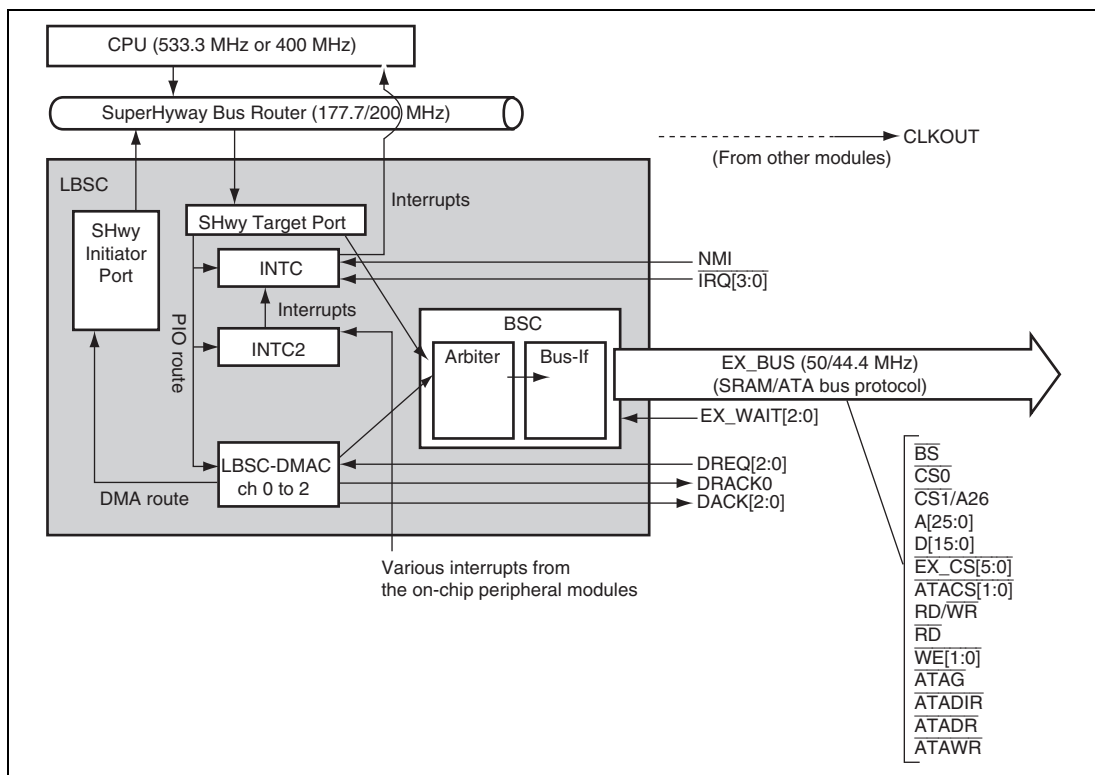 CPU (533.3 MHz or 400 MHz)
SuperHyway Bus Router (177.7/200 MHz)
CLKOUT
(From other modules)
LBSC
Interrupts
SHwy
Initiator
Port
SHwy Target Port
INTC
NMI
IRQ[3:0]
Interrupts
PIO route
INTC2
BSC
Arbiter
Bus-If
EX_BUS (50/44.4 MHz)
(SRAM/ATA bus protocol)
EX_WAIT[2:0]
LBSC-DMAC
ch 0 to 2
DREQ[2:0]
DRACK0
DACK[2:0]
DMA route
Various interrupts from
the on-chip peripheral modules
BS
CS0
CS1/A26
A[25:0]
D[15:0]
EX_CS[5:0]
ATACS[1:0]
RD/WR
RD
WE[1:0]
ATAG
ATADIR
ATADR
ATAWR